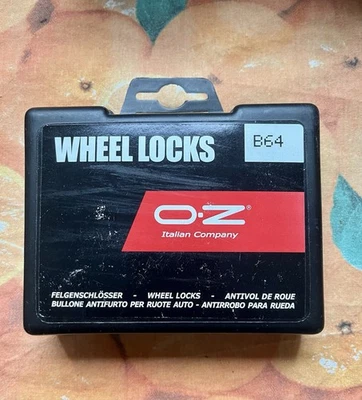 WHEEL LOCKS
B64
O·Z®
Italian Company
FELGENSCHLÖSSER - WHEEL LOCKS - ANTIVOL DE ROUE
BULLONE ANTIFURTO PER RUOTE AUTO - ANTIRROBO PARA RUEDA